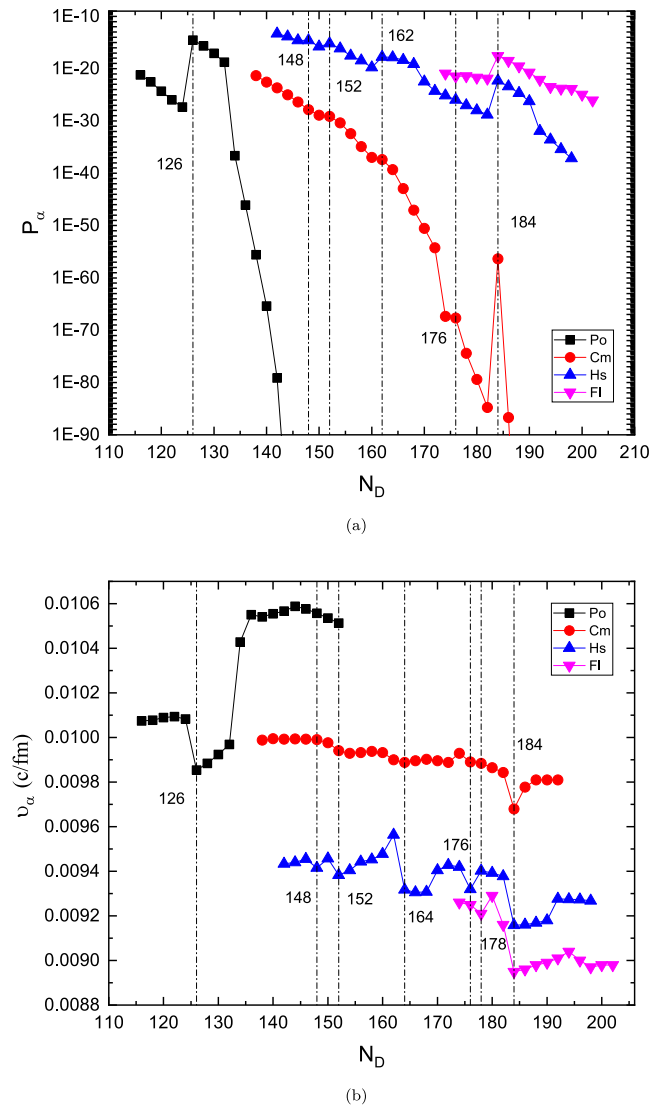 1E-10
1E-20
1E-30
1E-40
1E-50
1E-60
1E-70
1E-80
1E-90
Pα
126
148
152
162
176
184
Po
Cm
Hs
Fl
110 120 130 140 150 160 170 180 190 200 210
N_D
(a)
0.0106
0.0104
0.0102
0.0100
0.0098
0.0096
0.0094
0.0092
0.0090
0.0088
υα (c/fm)
Po
Cm
Hs
Fl
126
184
176
148
152
164
178
110 120 130 140 150 160 170 180 190 200
N_D
(b)